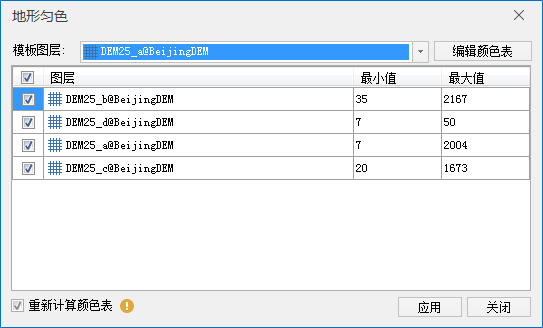 地形匀色
模板图层: DEM25_a@BeijingDEM 编辑颜色表
图层 最小值 最大值
DEM25_b@BeijingDEM 35 2167
DEM25_d@BeijingDEM 7 50
DEM25_a@BeijingDEM 7 2004
DEM25_c@BeijingDEM 20 1673
重新计算颜色表 应用 关闭